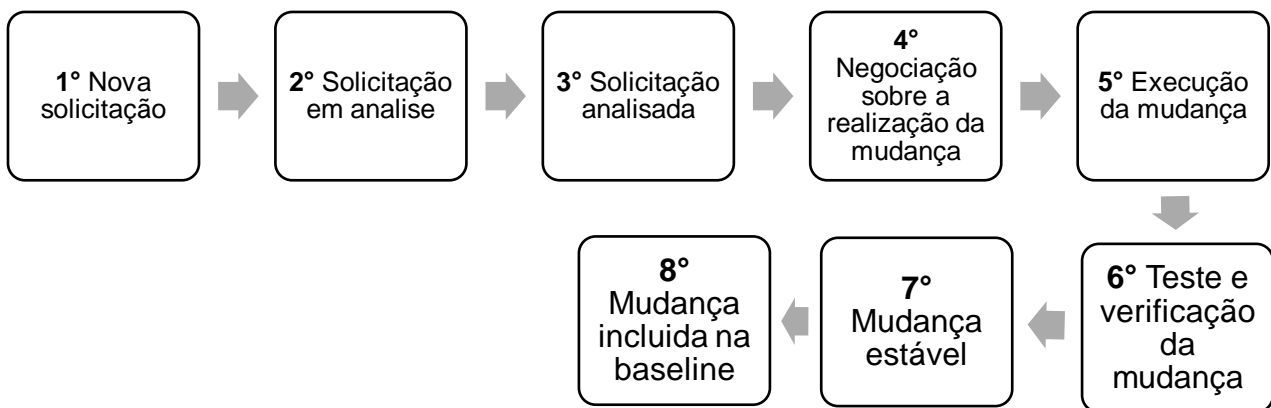 1° Nova
solicitação
2° Solicitação
em analise
3° Solicitação
analisada
4°
Negociação
sobre a
realização da
mudança
5° Execução
da mudança
6° Teste e
verificação
da
mudança
7°
Mudança
estável
8°
Mudança
incluida na
baseline